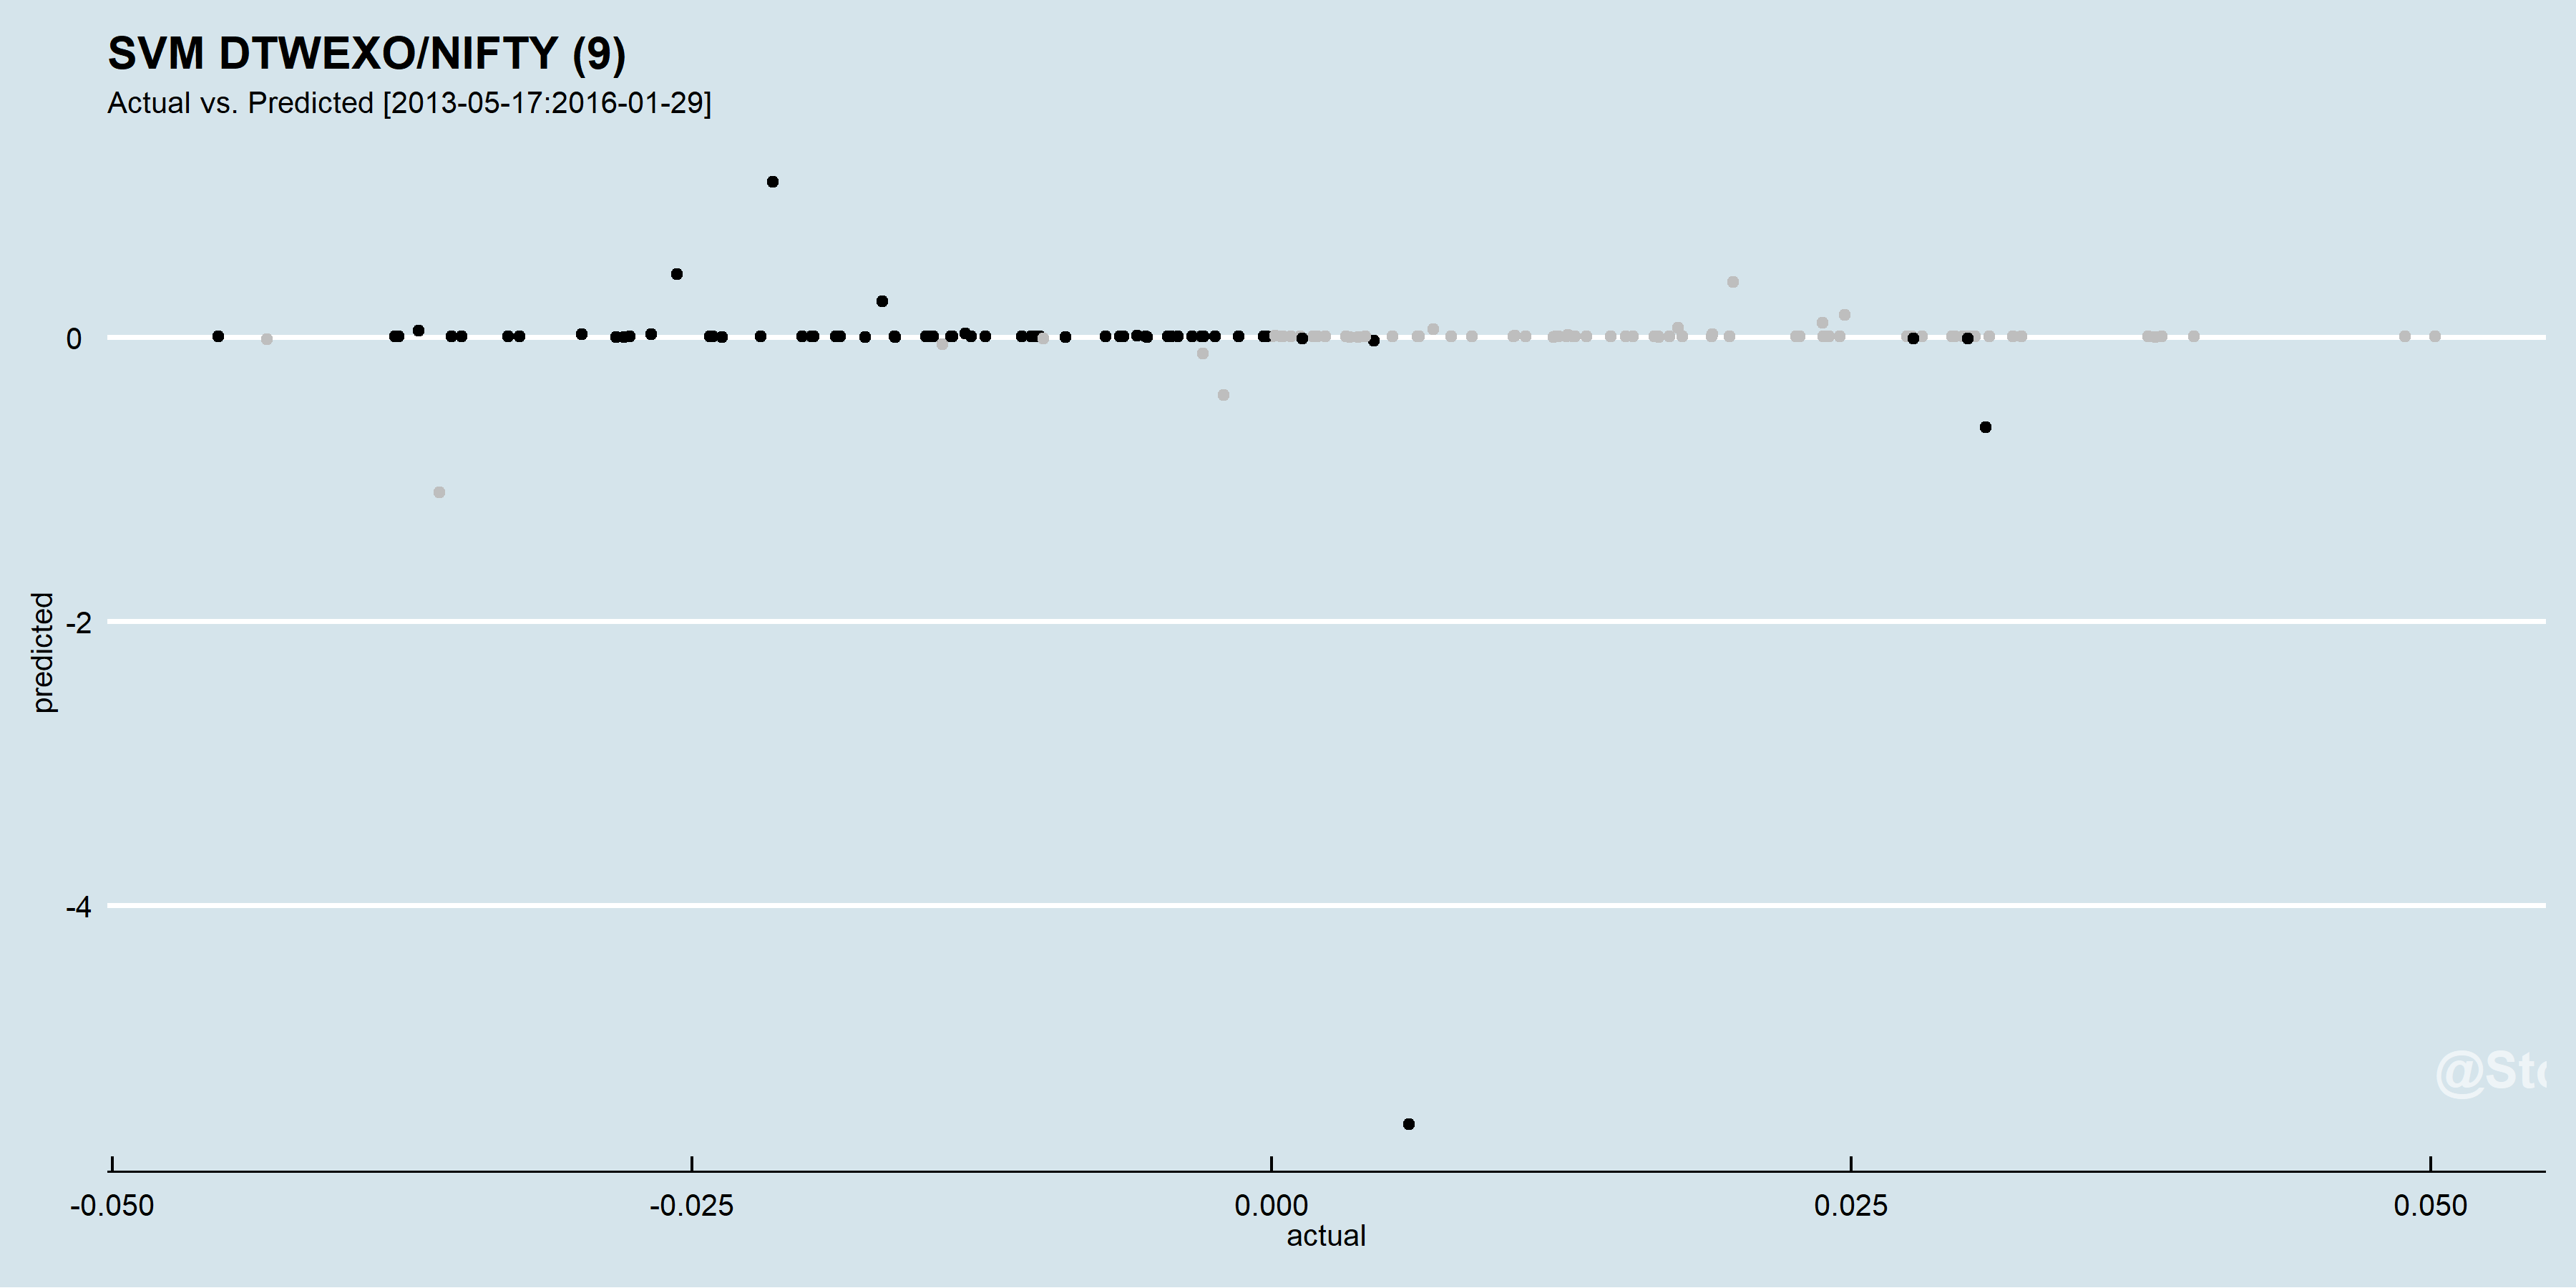 SVM DTWEXO/NIFTY (9)
Actual vs. Predicted [2013-05-17:2016-01-29]
0
-2
-4
predicted
-0.050
-0.025
0.000
0.025
0.050
actual